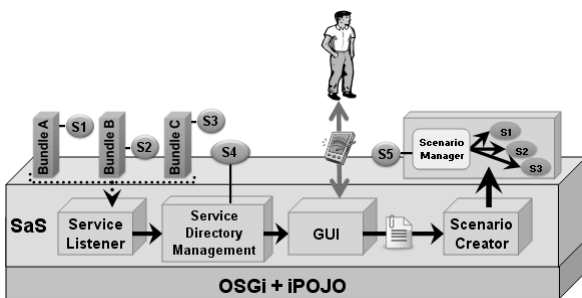 Bundle A
S1
Bundle B
S2
Bundle C
S3
S4
S5
Scenario
Manager
S1
S2
S3
SaS
Service
Listener
Service
Directory
Management
GUI
Scenario
Creator
OSGi + iPOJO